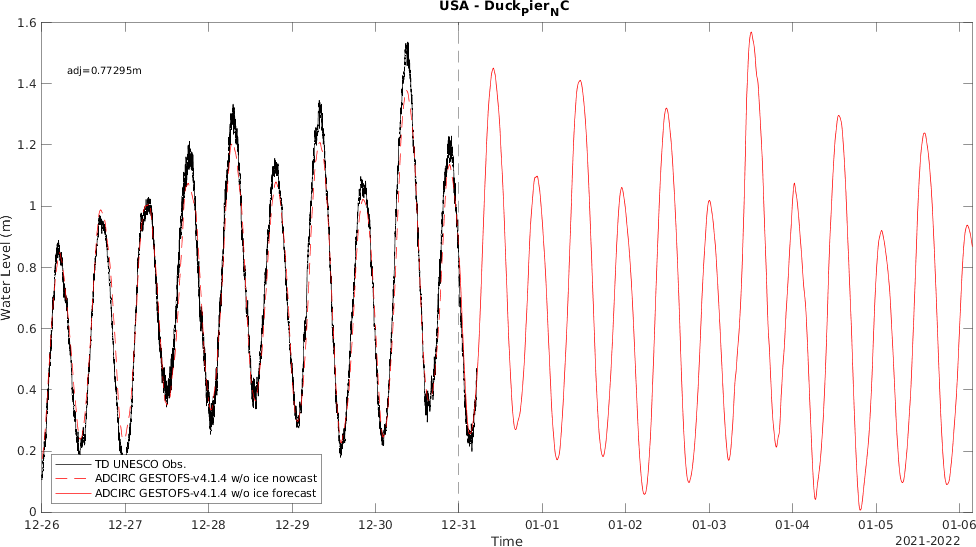 USA - DuckPierNC
1.6
1.4
1.2
1
0.8
0.6
0.4
0.2
0
Water Level (m)
adj=0.77295m
TD UNESCO Obs.
ADCIRC GESTOFS-v4.1.4 w/o ice nowcast
ADCIRC GESTOFS-v4.1.4 w/o ice forecast
12-26 12-27 12-28 12-29 12-30 12-31 01-01 01-02 01-03 01-04 01-05 01-06
Time
2021-2022